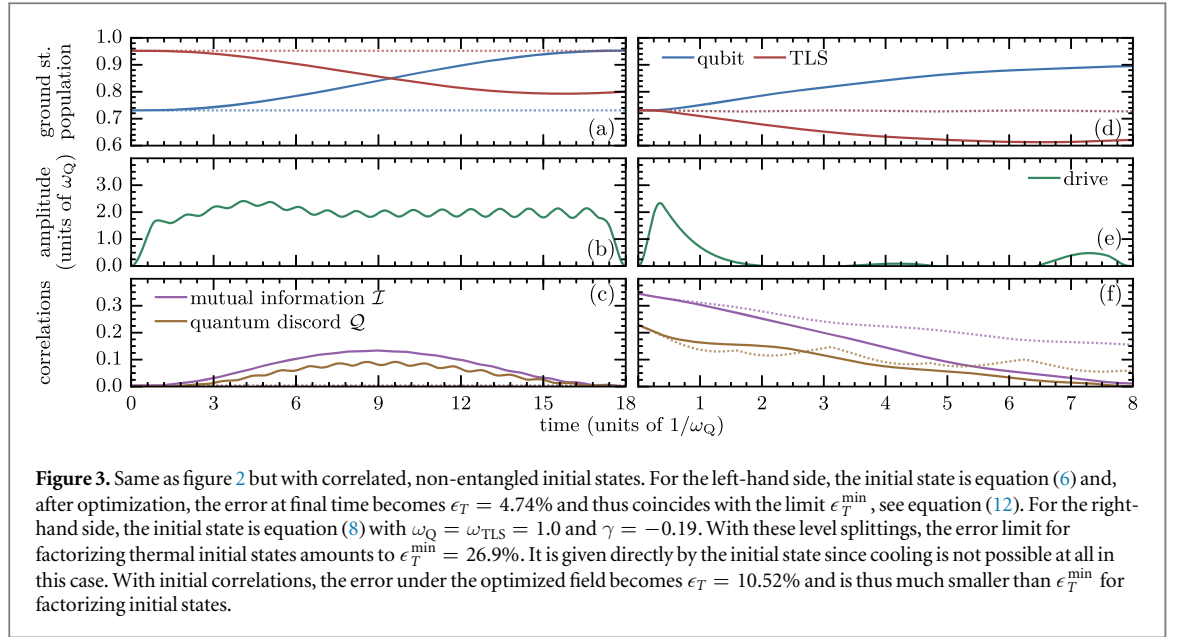 ground st.
population
1.0
0.9
0.8
0.7
0.6
(a)
qubit
TLS
(d)
amplitude
(units of ω_Q)
3.0
2.0
1.0
0.0
(b)
drive
(e)
correlations
0.3
0.2
0.1
0.0
mutual information ℐ
quantum discord 𝒬
(c)
(f)
0 3 6 9 12 15 18 1 2 3 4 5 6 7 8
time (units of 1/ω_Q)
Figure 3. Same as figure 2 but with correlated, non-entangled initial states. For the left-hand side, the initial state is equation (6) and,
after optimization, the error at final time becomes ϵ_T = 4.74% and thus coincides with the limit ϵ_T^min, see equation (12). For the right-
hand side, the initial state is equation (8) with ω_Q = ω_TLS = 1.0 and γ = −0.19. With these level splittings, the error limit for
factorizing thermal initial states amounts to ϵ_T^min = 26.9%. It is given directly by the initial state since cooling is not possible at all in
this case. With initial correlations, the error under the optimized field becomes ϵ_T = 10.52% and is thus much smaller than ϵ_T^min for
factorizing initial states.